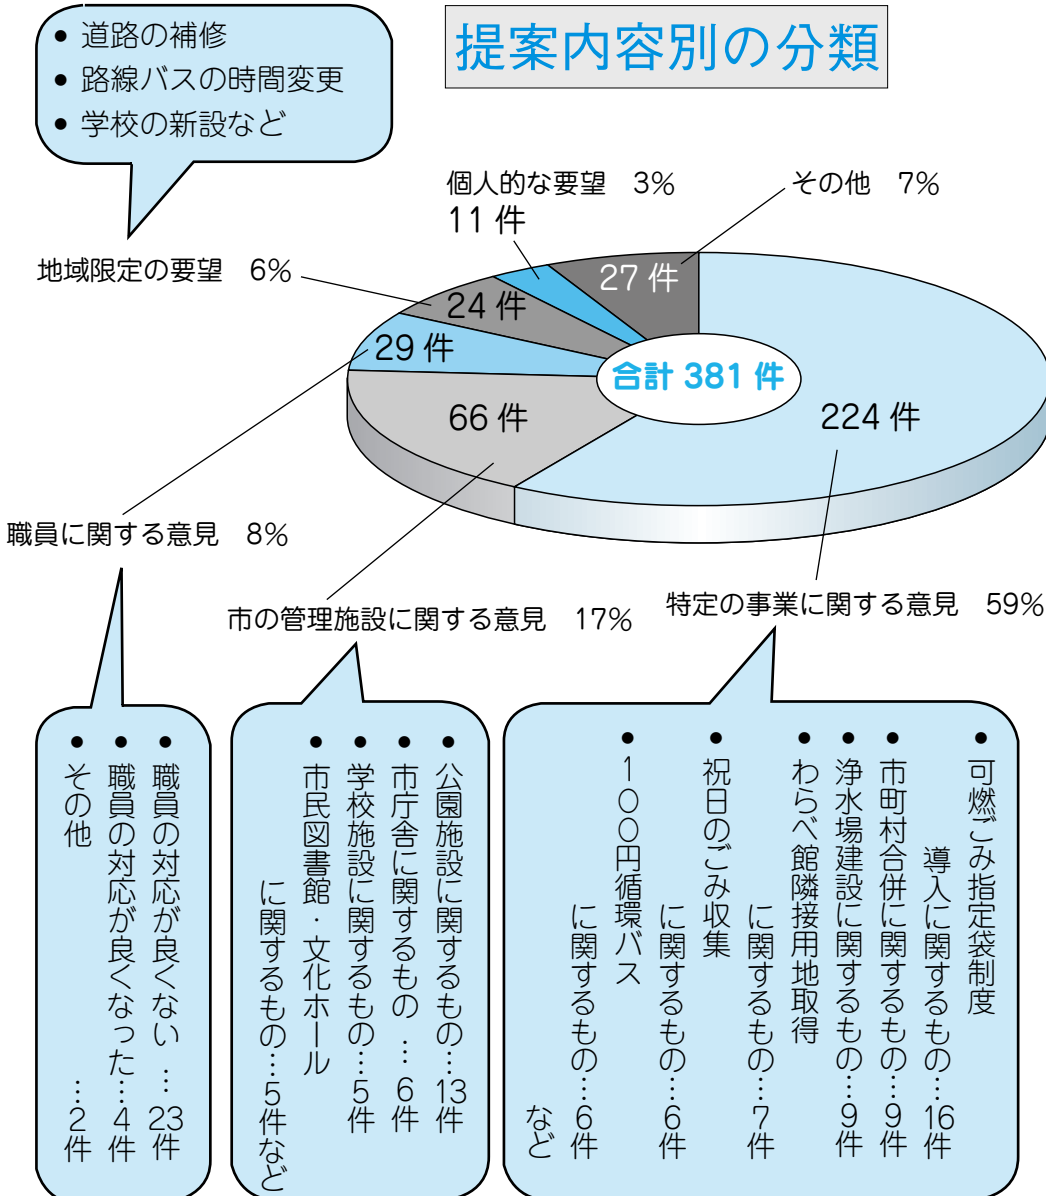 提案内容別の分類
● 道路の補修
● 路線バスの時間変更
● 学校の新設など
個人的な要望 3%
11件
その他 7%
27件
地域限定の要望 6%
24件
29件
合計 381 件
66件
224件
職員に関する意見 8%
市の管理施設に関する意見 17%
特定の事業に関する意見 59%
● 可燃ごみ指定袋制度
導入に関するもの…16件
● 市町村合併に関するもの…9件
● 浄水場建設に関するもの…9件
● わらべ館隣接用地取得
に関するもの…7件
● 祝日のごみ収集
に関するもの…6件
● 100円循環バス
に関するもの…6件
など
● 公園施設に関するもの…13件
● 市庁舎に関するもの…6件
● 学校施設に関するもの…5件
● 市民図書館・文化ホール
に関するもの…5件など
● 職員の対応が良くない…23件
● 職員の対応が良くなった…4件
● その他…2件